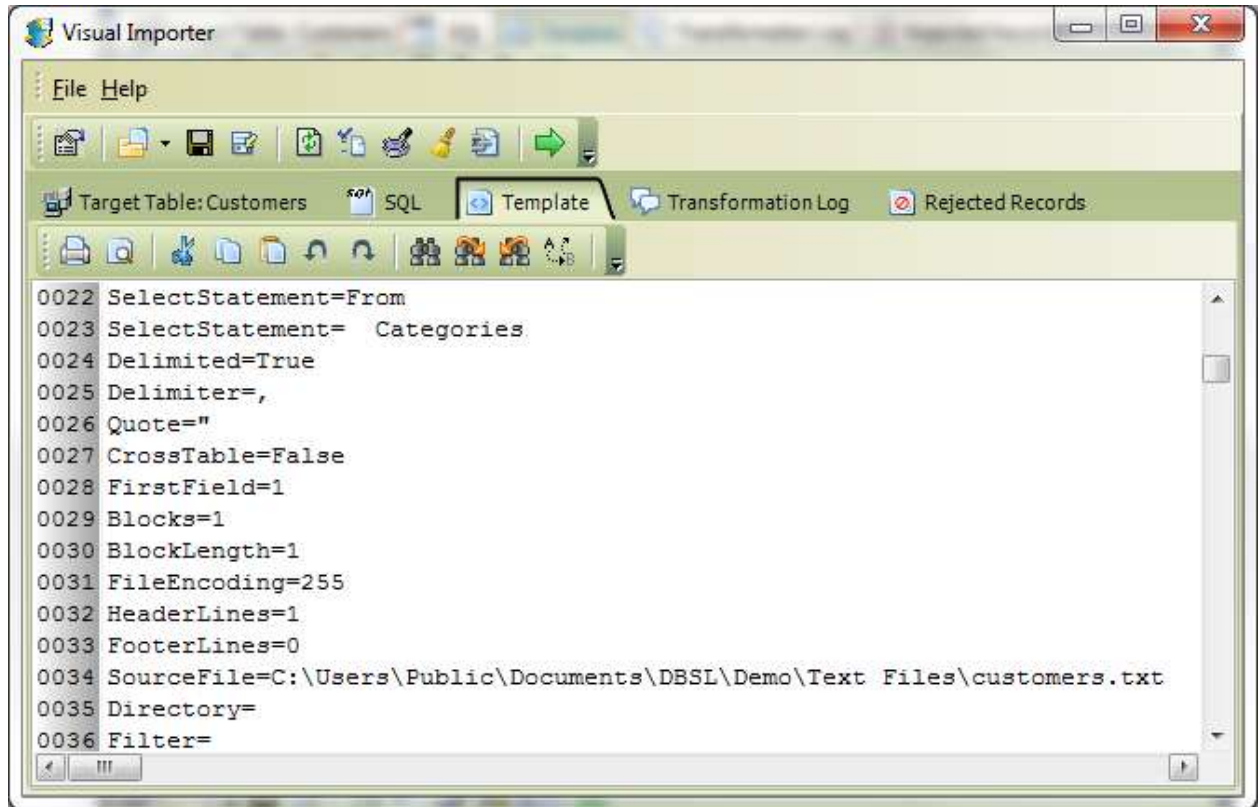 Visual Importer
File Help
Target Table: Customers SQL SQL Template Transformation Log Rejected Records
0022 SelectStatement=From
0023 SelectStatement=  Categories
0024 Delimited=True
0025 Delimiter=,
0026 Quote="
0027 CrossTable=False
0028 FirstField=1
0029 Blocks=1
0030 BlockLength=1
0031 FileEncoding=255
0032 HeaderLines=1
0033 FooterLines=0
0034 SourceFile=C:\Users\Public\Documents\DBSL\Demo\Text Files\customers.txt
0035 Directory=
0036 Filter=